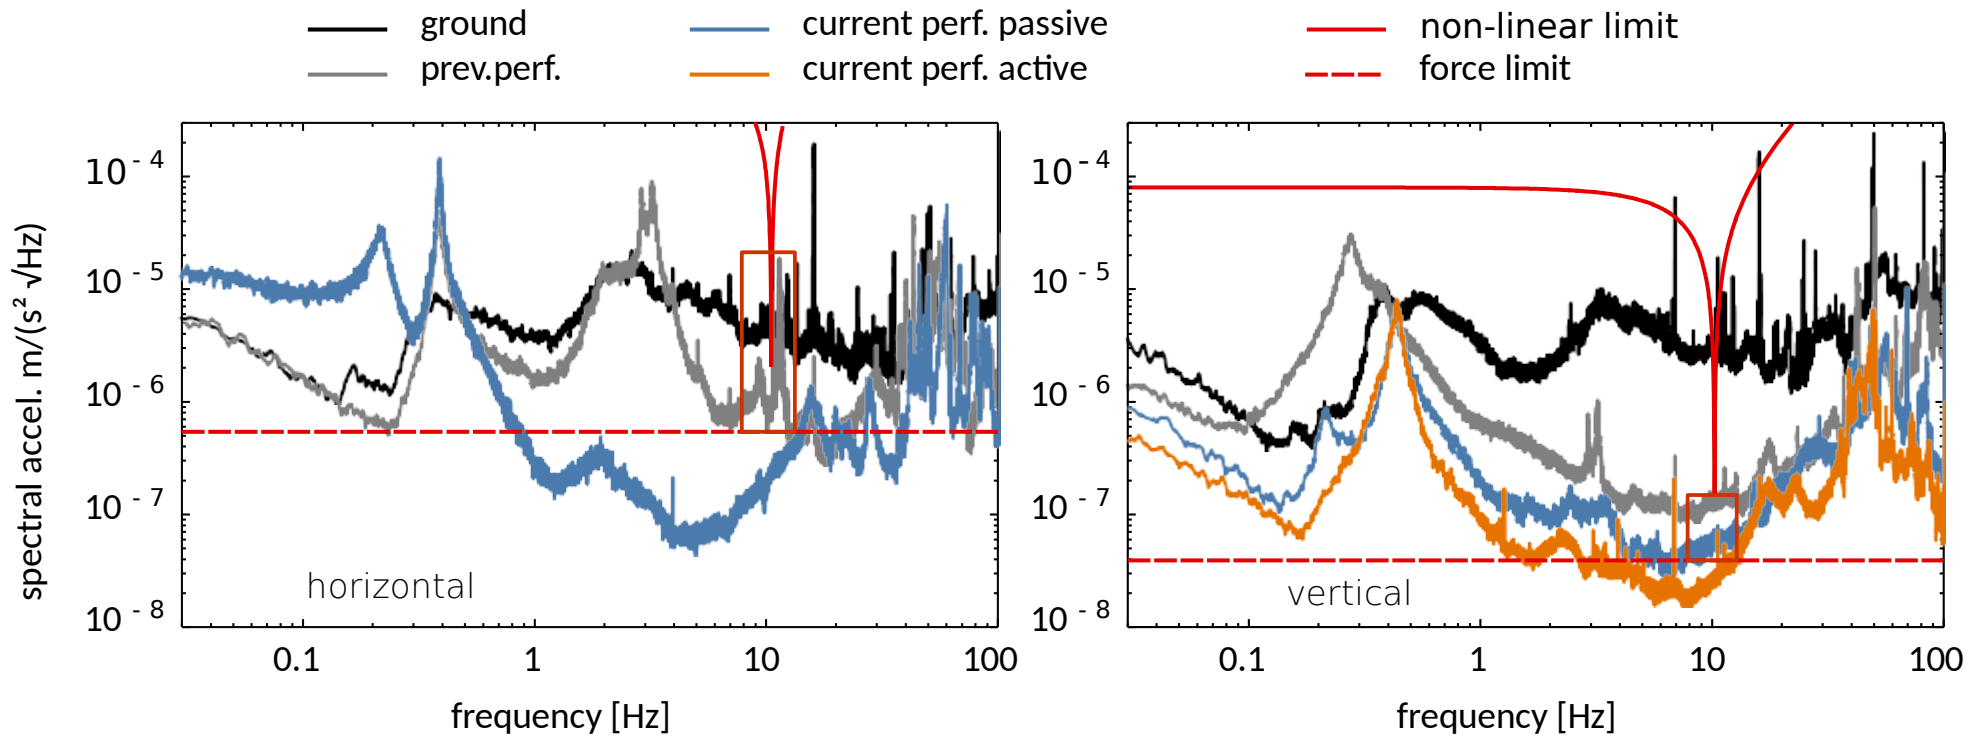 ground current perf. passive non-linear limit
prev.perf. current perf. active force limit
spectral accel. m/(s² √Hz)
10⁻⁴
10⁻⁵
10⁻⁶
10⁻⁷
10⁻⁸
horizontal
0.1 1 10 100
frequency [Hz]
10⁻⁴
10⁻⁵
10⁻⁶
10⁻⁷
10⁻⁸
vertical
0.1 1 10 100
frequency [Hz]